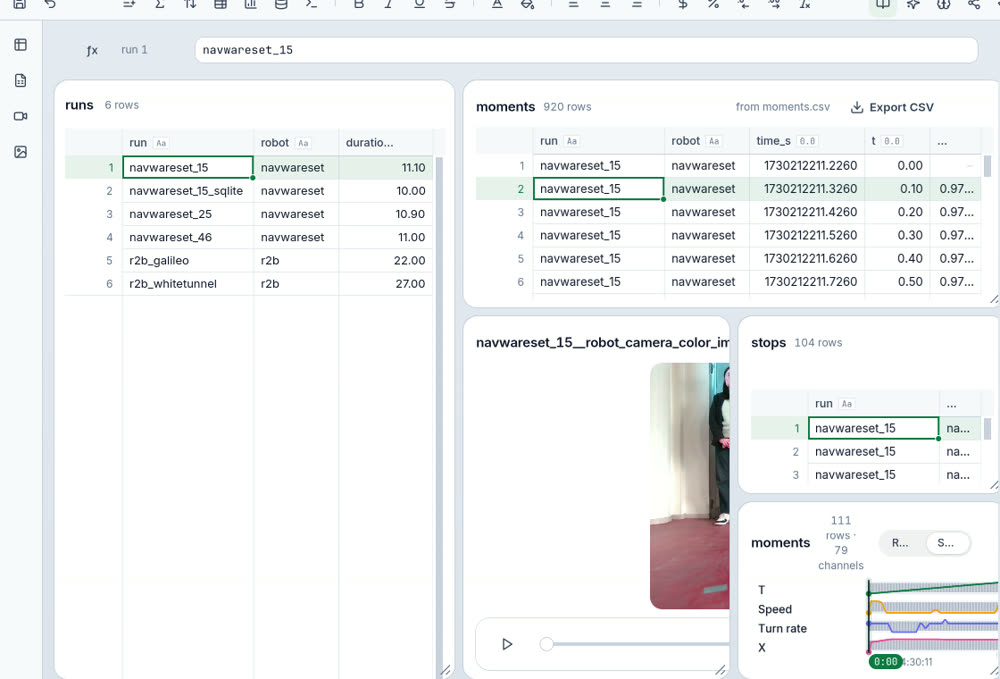 fx run 1 navwareset_15
runs 6 rows
run Aa robot Aa duratio...
1 navwareset_15 navwareset 11.10
2 navwareset_15_sqlite navwareset 10.00
3 navwareset_25 navwareset 10.90
4 navwareset_46 navwareset 11.00
5 r2b_galileo r2b 22.00
6 r2b_whitetunnel r2b 27.00
moments 920 rows from moments.csv Export CSV
run Aa robot Aa time_s 0.0 t 0.0 ...
1 navwareset_15 navwareset 1730212211.2260 0.00 –
2 navwareset_15 navwareset 1730212211.3260 0.10 0.97...
3 navwareset_15 navwareset 1730212211.4260 0.20 0.97...
4 navwareset_15 navwareset 1730212211.5260 0.30 0.97...
5 navwareset_15 navwareset 1730212211.6260 0.40 0.97...
6 navwareset_15 navwareset 1730212211.7260 0.50 0.97...
navwareset_15__robot_camera_color_im
stops 104 rows
run Aa ...
1 navwareset_15 na...
2 navwareset_15 na...
3 navwareset_15 na...
moments
111
rows ·
79
channels
R... S...
T
Speed
Turn rate
X
0:00 4:30:11